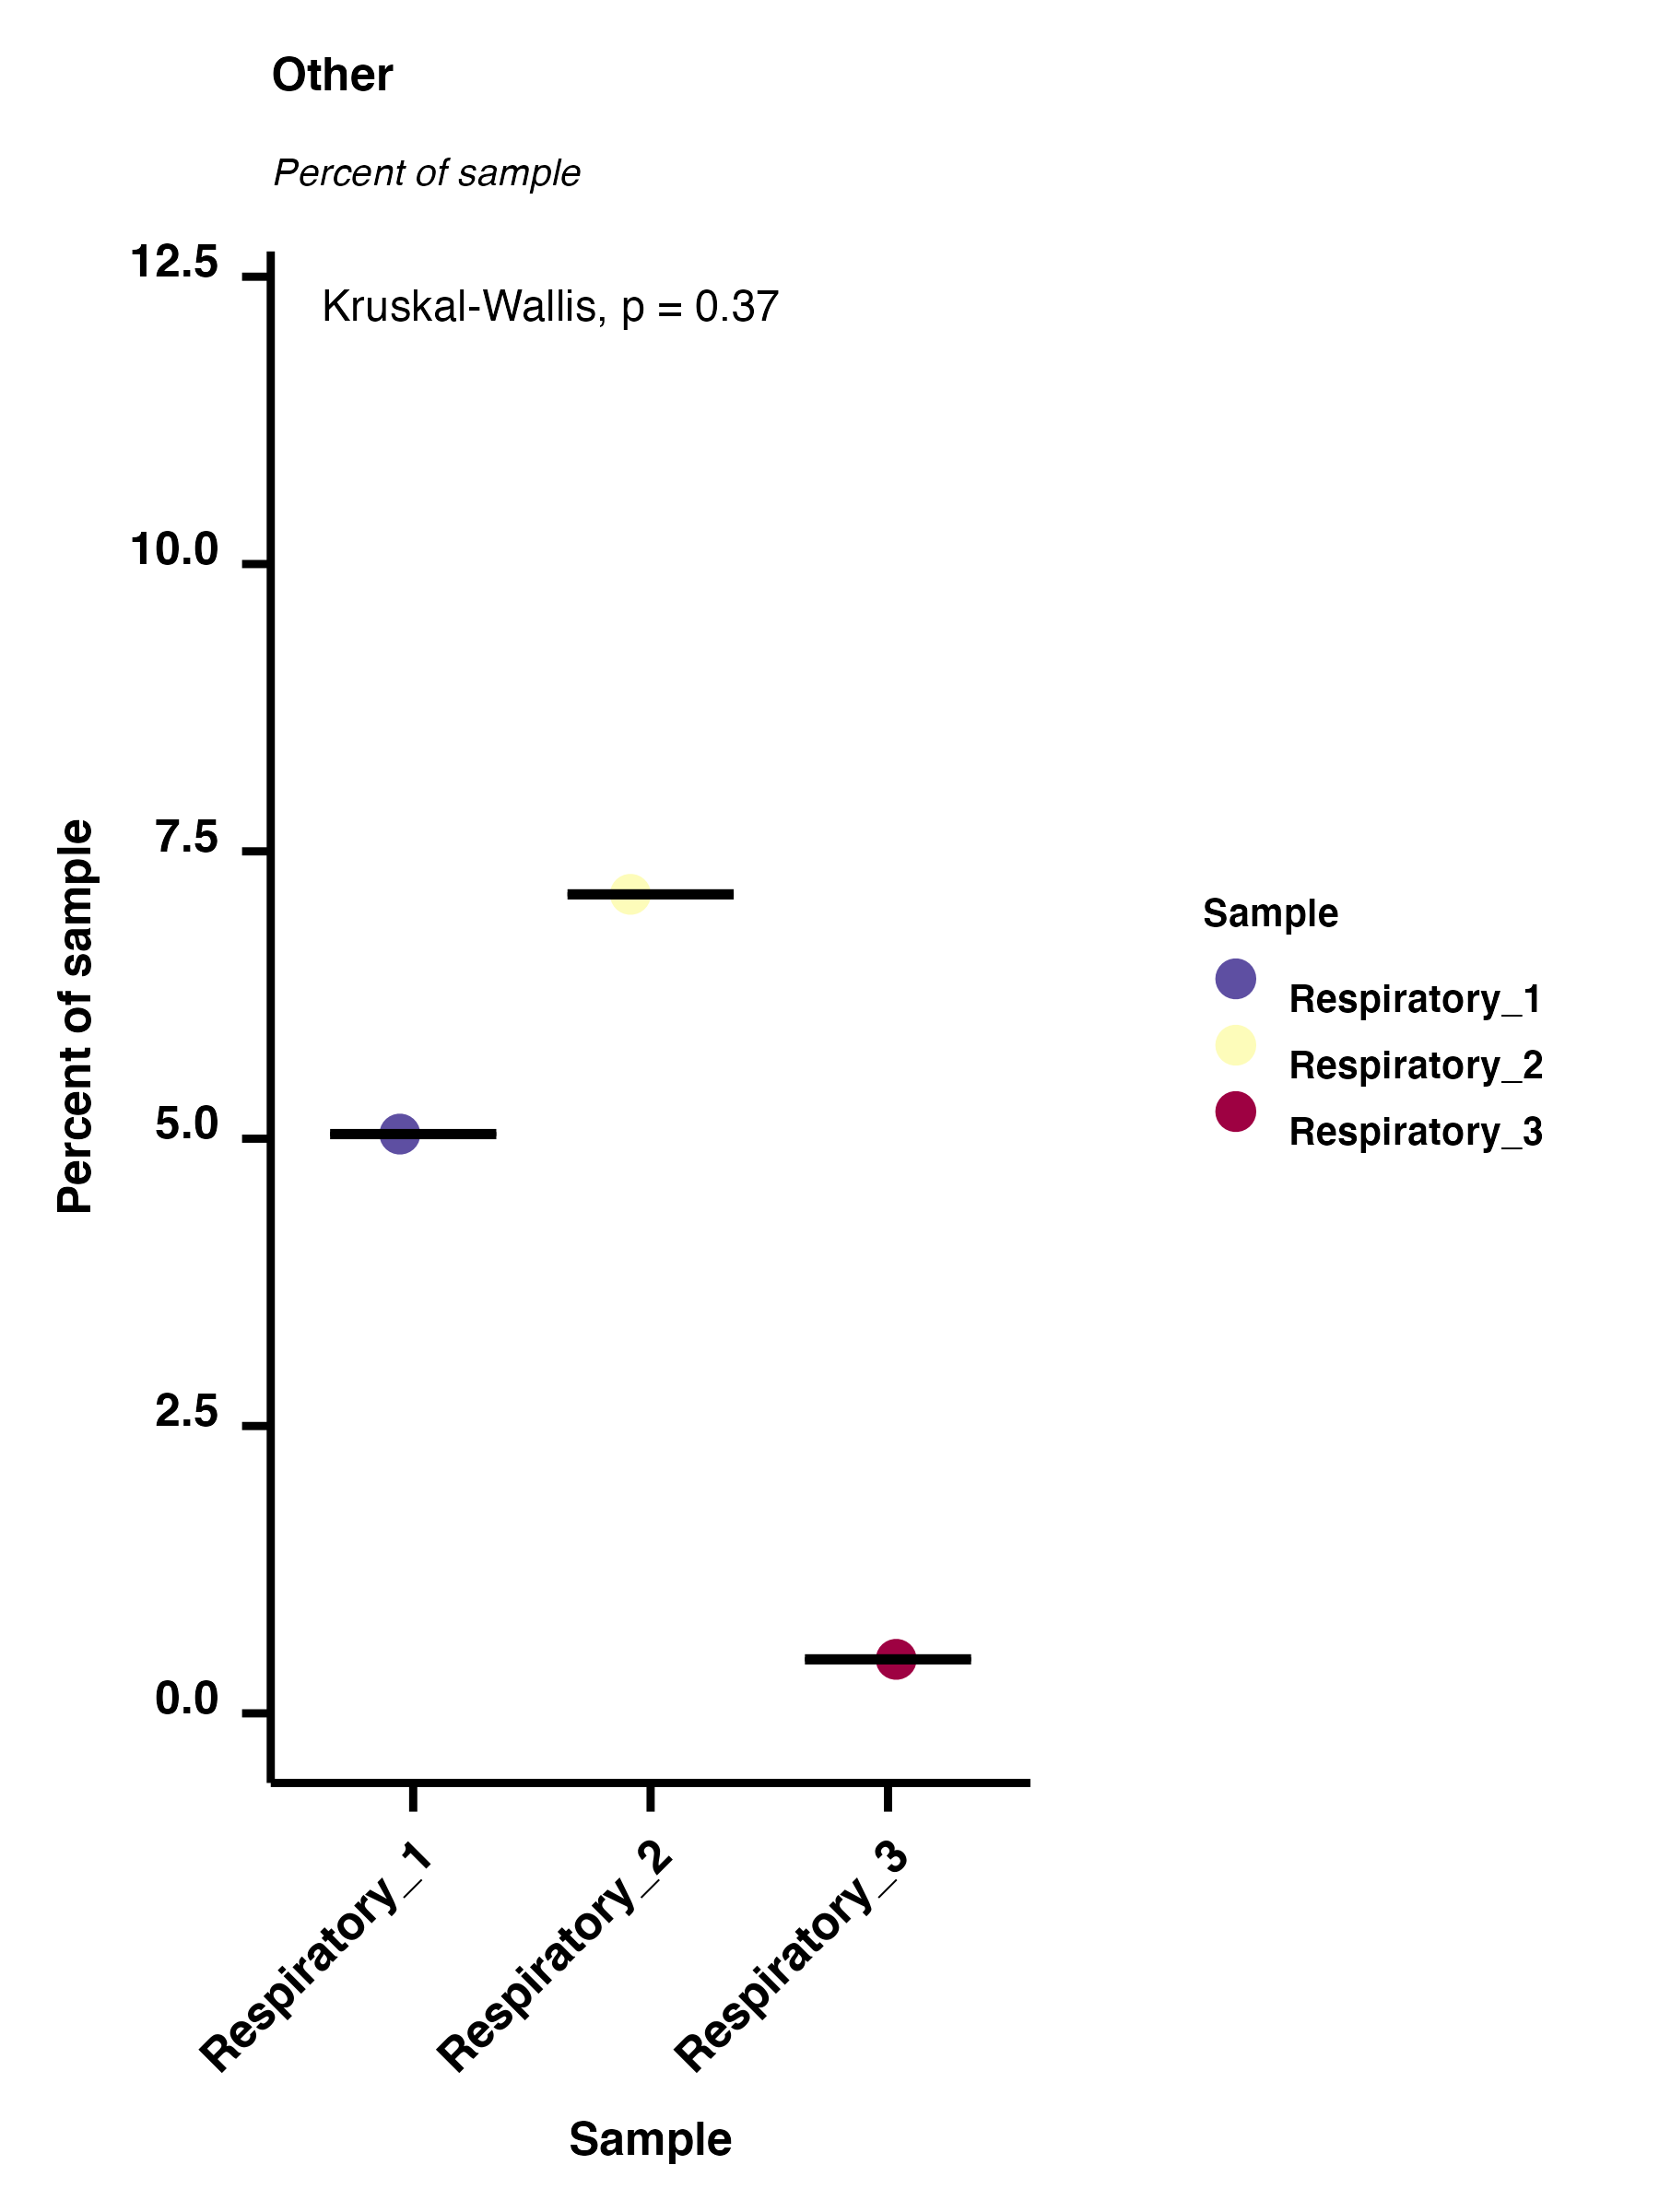 Other
Percent of sample
12.5
Kruskal-Wallis, p = 0.37
10.0
7.5
5.0
2.5
0.0
Percent of sample
Respiratory_1
Respiratory_2
Respiratory_3
Sample
Sample
Respiratory_1
Respiratory_2
Respiratory_3